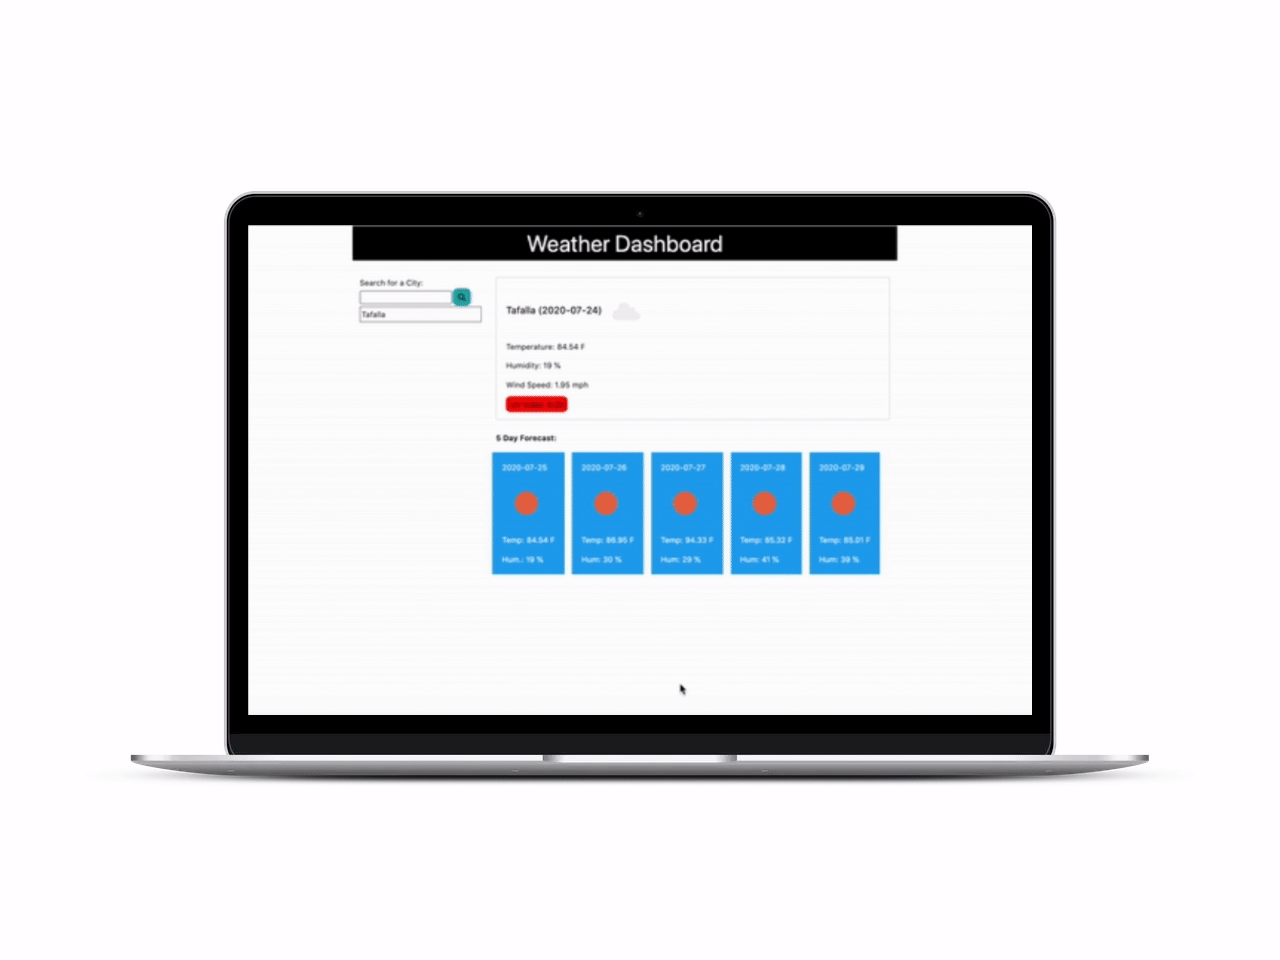 Weather Dashboard
Search for a City:
Tafalla
Tafalla (2020-07-24)
Temperature: 84.54 F
Humidity: 19 %
Wind Speed: 1.95 mph
5 Day Forecast:
2020-07-25
Temp: 84.54 F
Hum.: 19 %
2020-07-26
Temp: 86.95 F
Hum: 30 %
2020-07-27
Temp: 94.33 F
Hum: 29 %
2020-07-28
Temp: 85.32 F
Hum: 41 %
2020-07-29
Temp: 85.01 F
Hum: 39 %